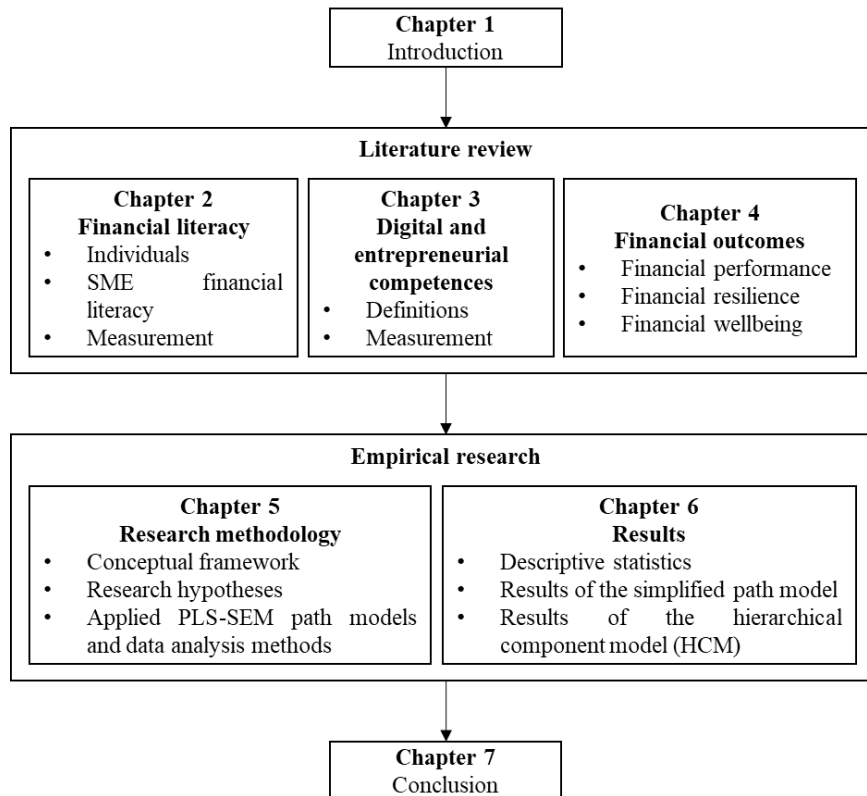 Chapter 1
Introduction
Literature review
Chapter 2
Financial literacy
• Individuals
• SME financial
literacy
• Measurement
Chapter 3
Digital and
entrepreneurial
competences
• Definitions
• Measurement
Chapter 4
Financial outcomes
• Financial performance
• Financial resilience
• Financial wellbeing
Empirical research
Chapter 5
Research methodology
• Conceptual framework
• Research hypotheses
• Applied PLS-SEM path models
and data analysis methods
Chapter 6
Results
• Descriptive statistics
• Results of the simplified path model
• Results of the hierarchical
component model (HCM)
Chapter 7
Conclusion